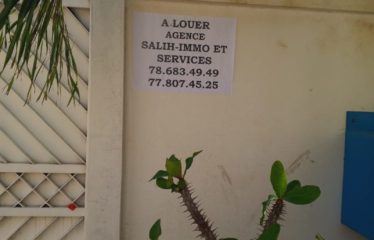 A LOUER
AGENCE
SALIH-IMMO ET
SERVICES
78.683.49.49
77.807.45.25